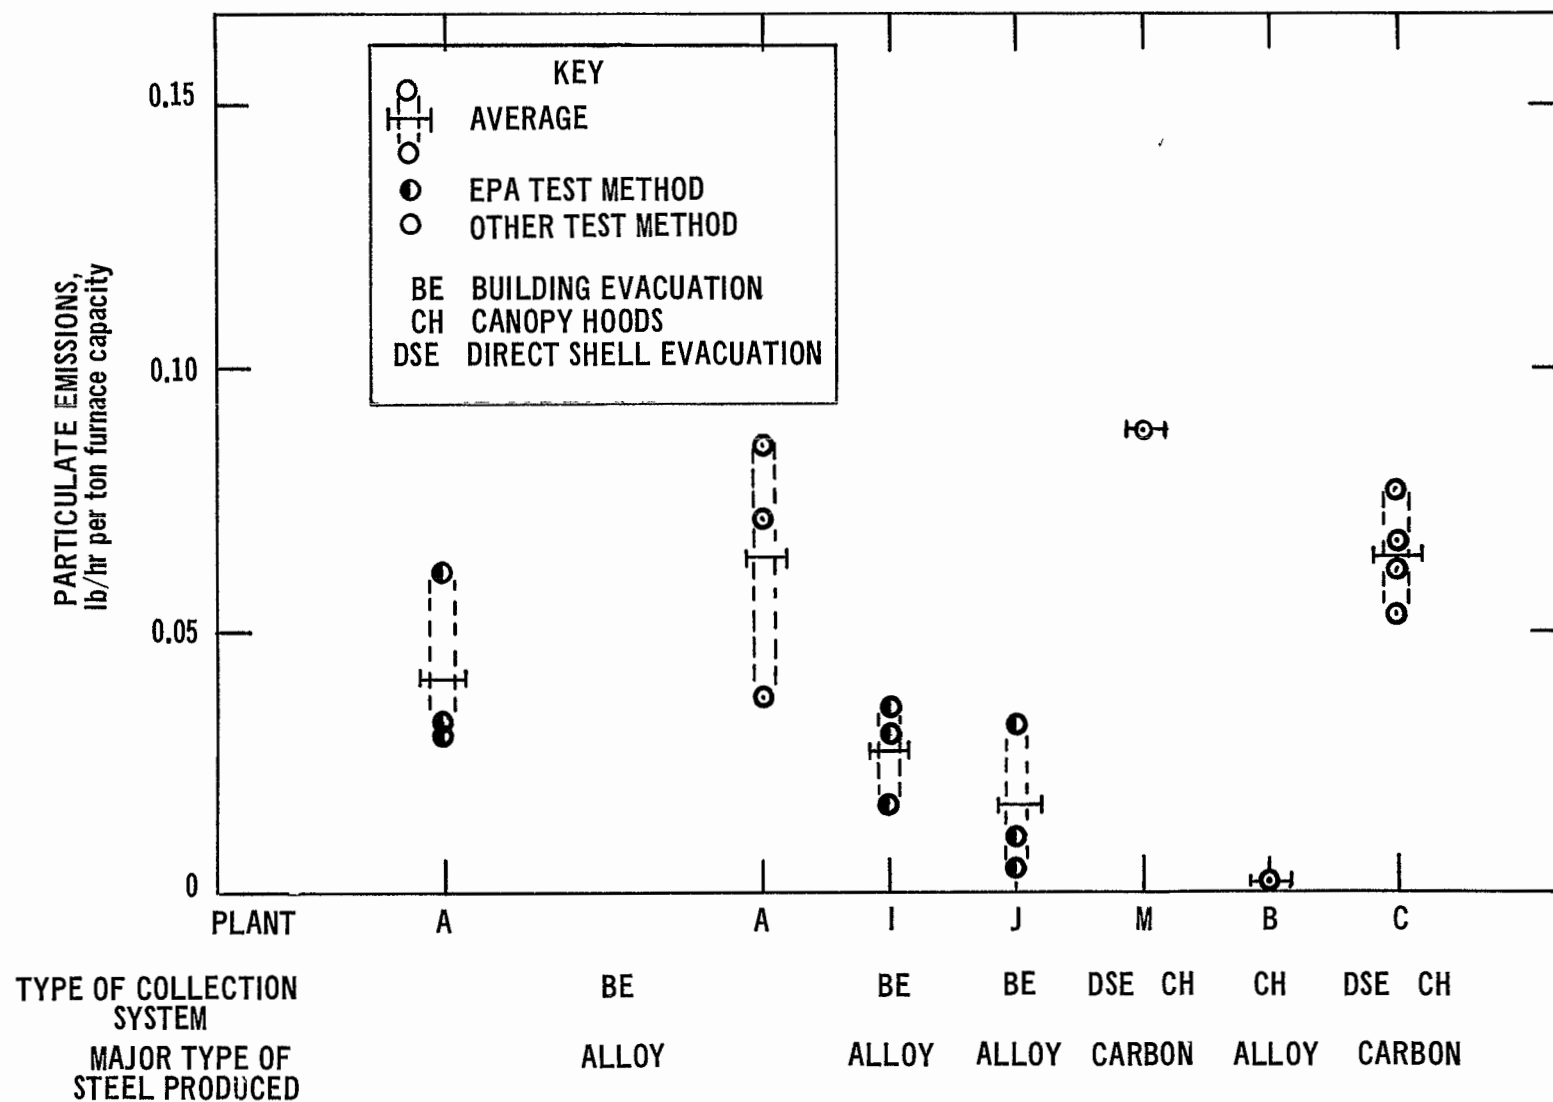 KEY
AVERAGE
EPA TEST METHOD
OTHER TEST METHOD
BE BUILDING EVACUATION
CH CANOPY HOODS
DSE DIRECT SHELL EVACUATION
PARTICULATE EMISSIONS,
lb/hr per ton furnace capacity
0.15
0.10
0.05
0
PLANT A A I J M B C
TYPE OF COLLECTION
SYSTEM
BE BE BE DSE CH CH DSE CH
MAJOR TYPE OF
STEEL PRODUCED
ALLOY ALLOY ALLOY CARBON ALLOY CARBON